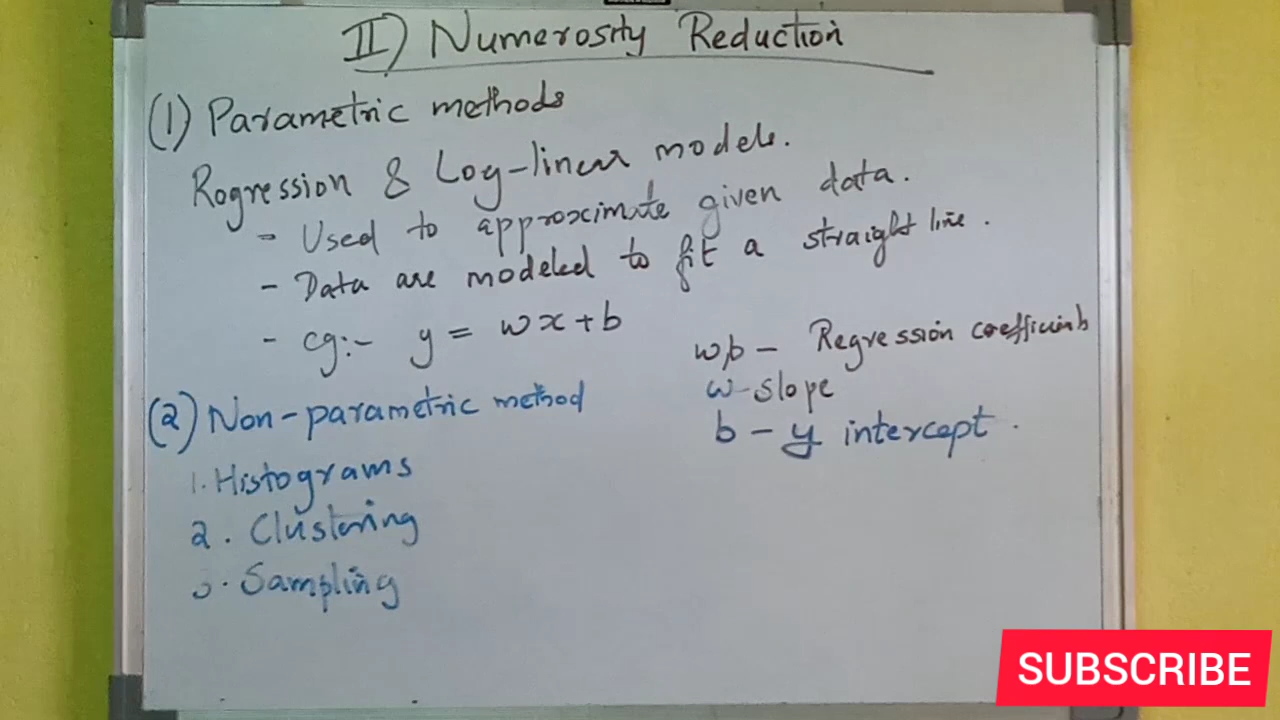 II) Numerosity Reduction
(1) Parametric methods
Rogression & Log-linear models.
- Used to approximate given data.
- Data are modeled to fit a straight line.
- eg:- y = wx+b
w,b - Regression coefficients
w-slope
b - y intercept.
(2) Non-parametric method
1. Histograms
2. Clustering
3. Sampling
SUBSCRIBE